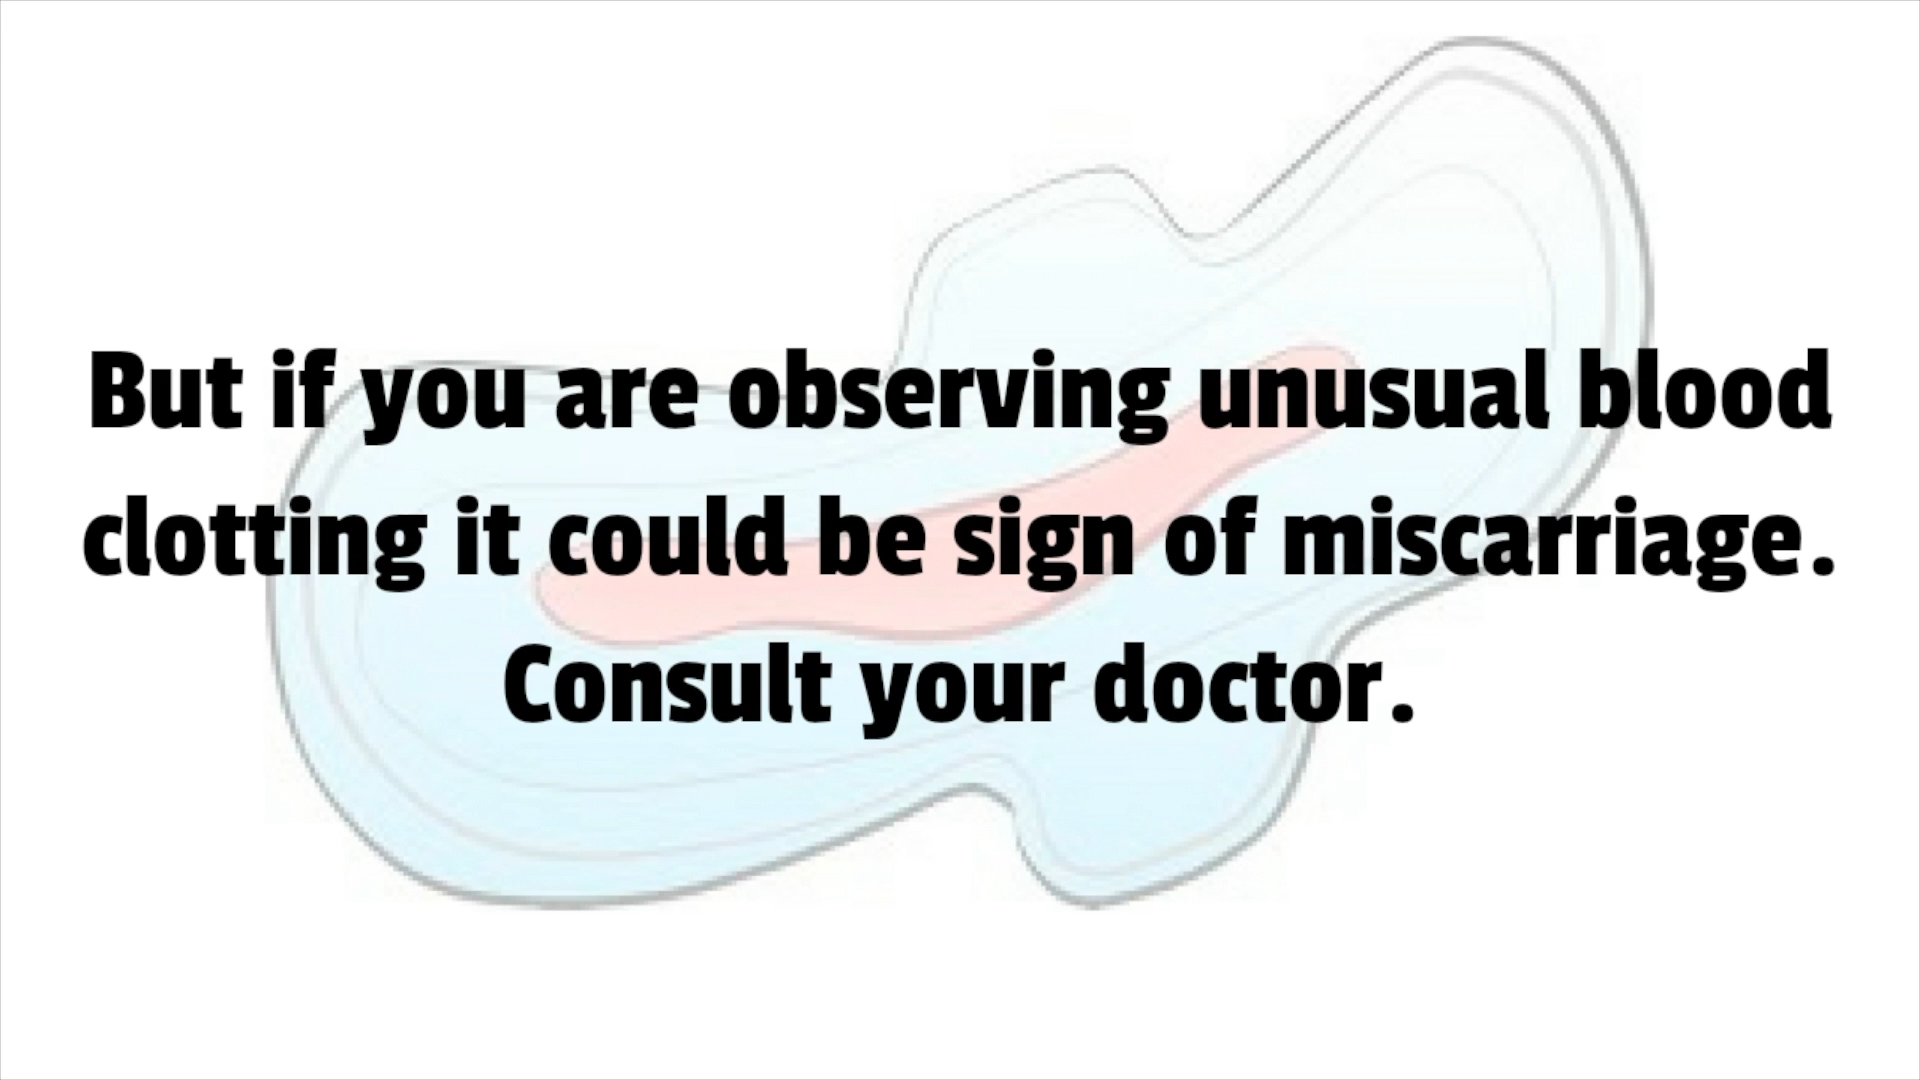 But if you are observing unusual blood
clotting it could be sign of miscarriage.
Consult your doctor.